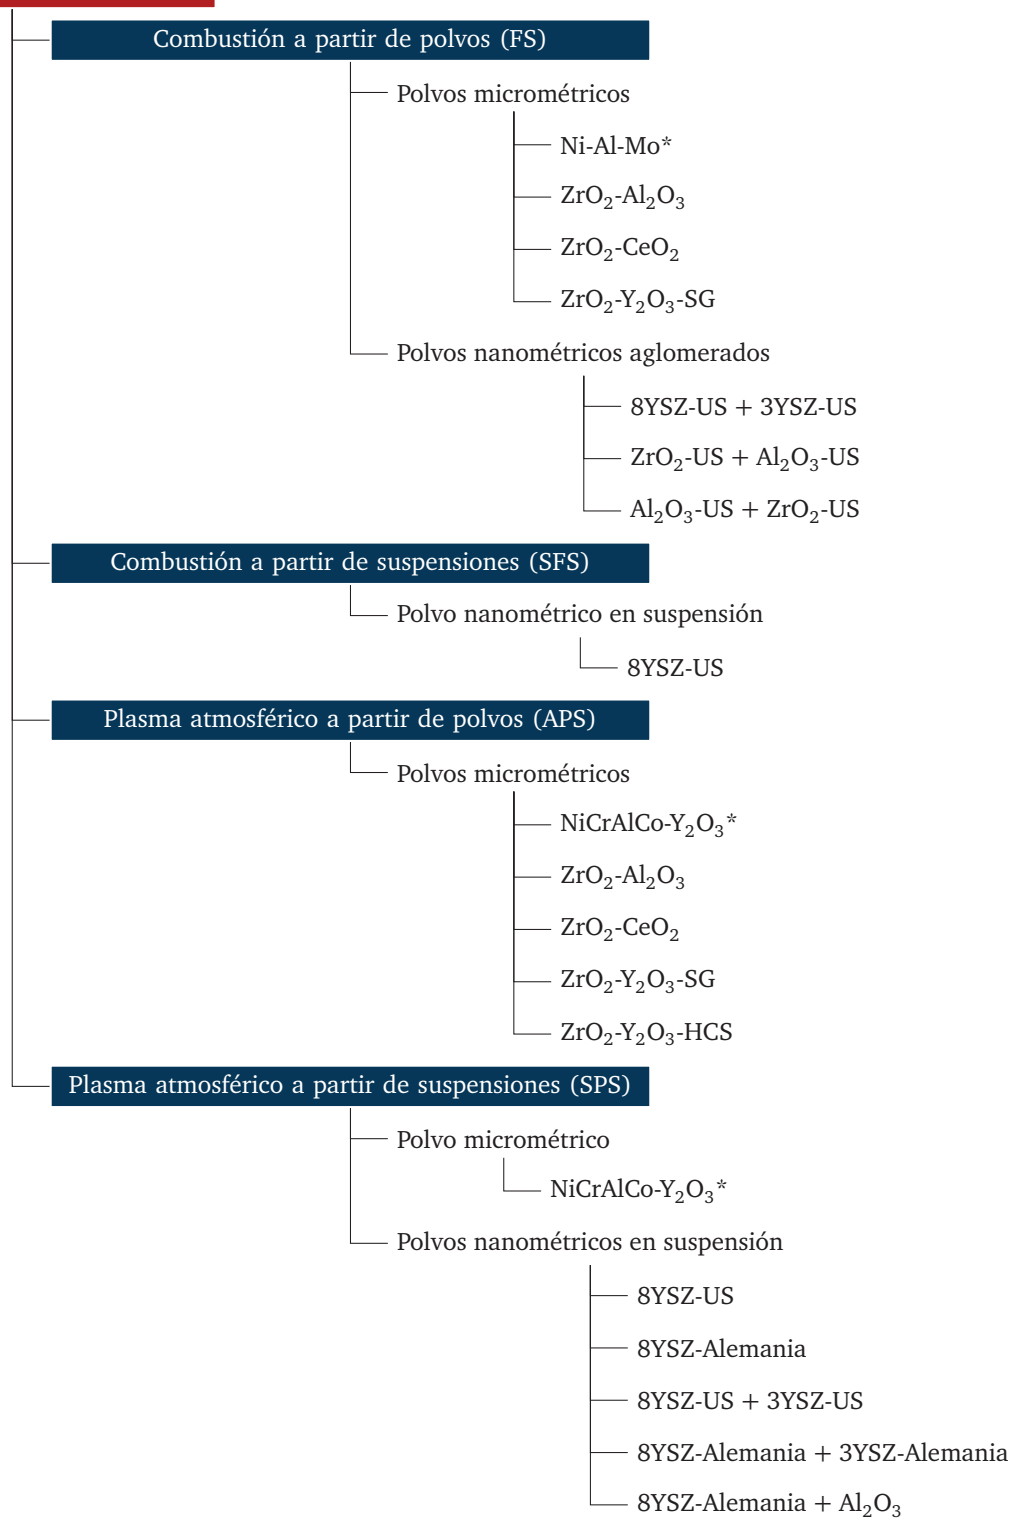 Combustión a partir de polvos (FS)
Polvos micrométricos
Ni-Al-Mo*
ZrO₂-Al₂O₃
ZrO₂-CeO₂
ZrO₂-Y₂O₃-SG
Polvos nanométricos aglomerados
8YSZ-US + 3YSZ-US
ZrO₂-US + Al₂O₃-US
Al₂O₃-US + ZrO₂-US
Combustión a partir de suspensiones (SFS)
Polvo nanométrico en suspensión
8YSZ-US
Plasma atmosférico a partir de polvos (APS)
Polvos micrométricos
NiCrAlCo-Y₂O₃*
ZrO₂-Al₂O₃
ZrO₂-CeO₂
ZrO₂-Y₂O₃-SG
ZrO₂-Y₂O₃-HCS
Plasma atmosférico a partir de suspensiones (SPS)
Polvo micrométrico
NiCrAlCo-Y₂O₃*
Polvos nanométricos en suspensión
8YSZ-US
8YSZ-Alemania
8YSZ-US + 3YSZ-US
8YSZ-Alemania + 3YSZ-Alemania
8YSZ-Alemania + Al₂O₃